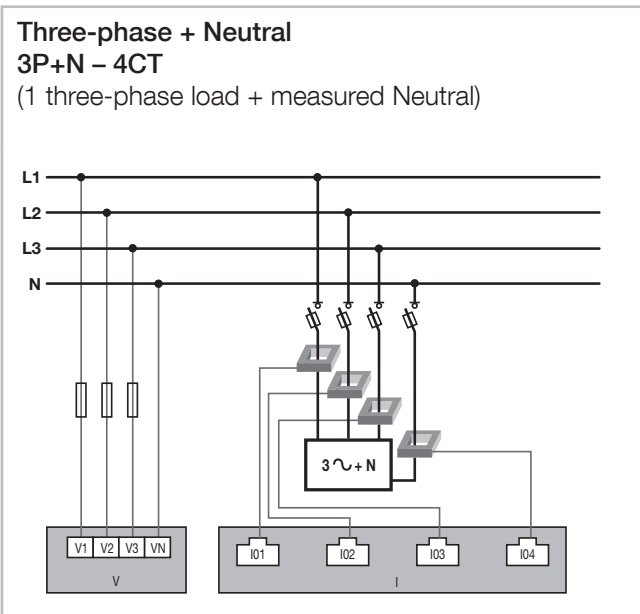 Three-phase + Neutral
3P+N – 4CT
(1 three-phase load + measured Neutral)
L1
L2
L3
N
3 ∿ + N
V1 V2 V3 VN
I01 I02 I03 I04
V
I